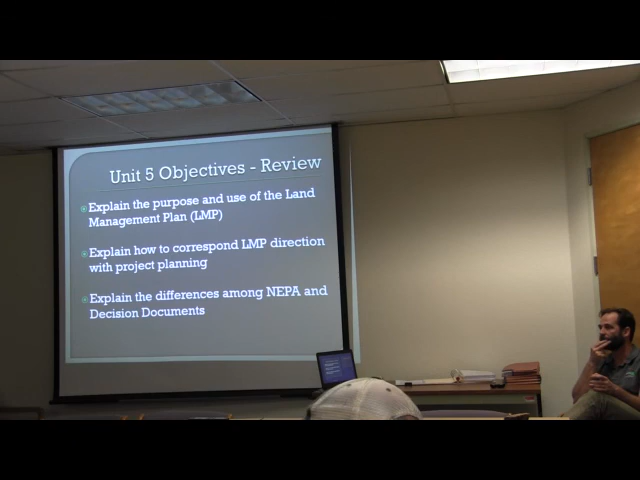 Unit 5 Objectives - Review
Explain the purpose and use of the Land
Management Plan (LMP)
Explain how to correspond LMP direction
with project planning
Explain the differences among NEPA and
Decision Documents